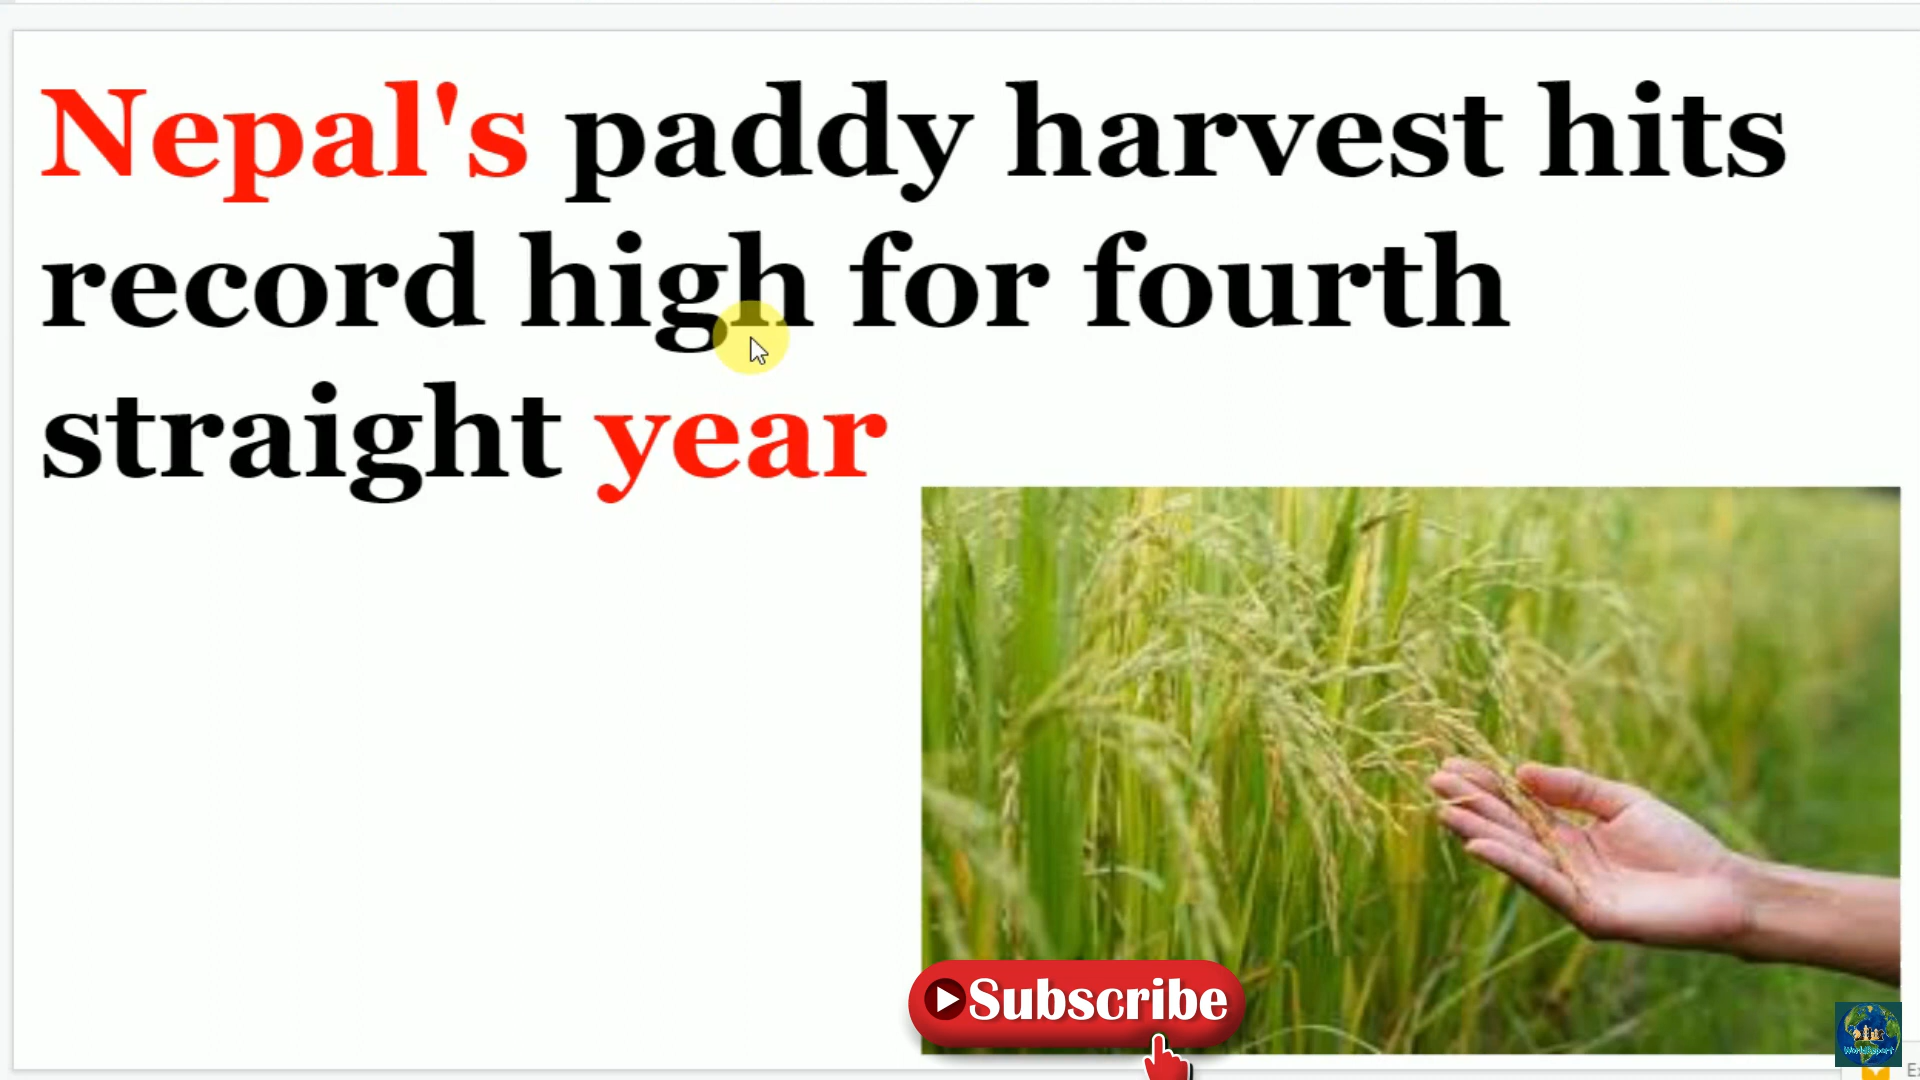 Nepal's paddy harvest hits
record high for fourth
straight year
Subscribe